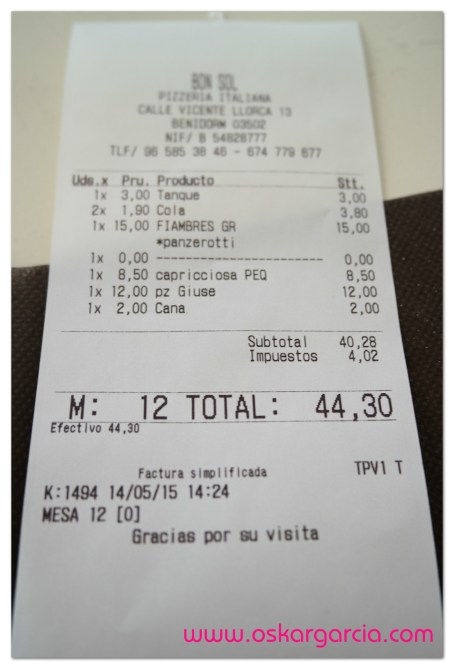 BON SOL
PIZZERIA ITALIANA
CALLE VICENTE LLORCA 13
BENIDORM 03502
NIF/ B 54828777
TLF/ 96 585 38 46 - 674 779 877
Uds.x Pru. Producto Stt.
1x 3,00 Tanque 3,00
2x 1,90 Cola 3,80
1x 15,00 FIAMBRES GR 15,00
*panzerotti
1x 0,00 ----------------------- 0,00
1x 8,50 capricciosa PEQ 8,50
1x 12,00 pz Giuse 12,00
1x 2,00 Cana 2,00
Subtotal 40,28
Impuestos 4,02
M: 12 TOTAL: 44,30
Efectivo 44,30
Factura simplificada TPV1 T
K:1494 14/05/15 14:24
MESA 12 [0]
Gracias por su visita
www.oskargarcia.com